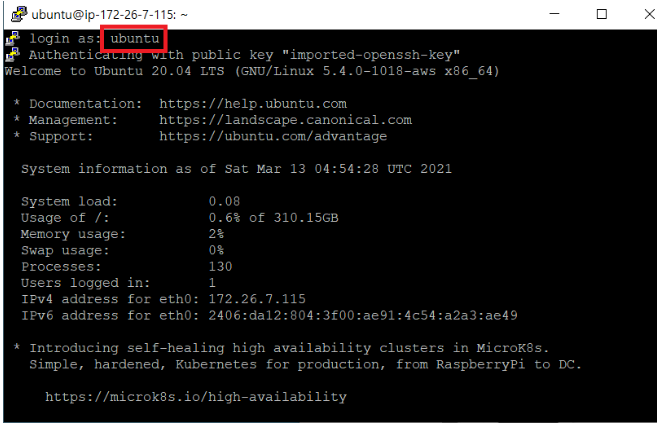 ubuntu@ip-172-26-7-115: ~
login as: ubuntu
Authenticating with public key "imported-openssh-key"
Welcome to Ubuntu 20.04 LTS (GNU/Linux 5.4.0-1018-aws x86_64)
* Documentation:  https://help.ubuntu.com
* Management:     https://landscape.canonical.com
* Support:        https://ubuntu.com/advantage
System information as of Sat Mar 13 04:54:28 UTC 2021
System load:           0.08
Usage of /:            0.6% of 310.15GB
Memory usage:          2%
Swap usage:            0%
Processes:             130
Users logged in:       1
IPv4 address for eth0: 172.26.7.115
IPv6 address for eth0: 2406:da12:804:3f00:ae91:4c54:a2a3:ae49
* Introducing self-healing high availability clusters in MicroK8s.
Simple, hardened, Kubernetes for production, from RaspberryPi to DC.
https://microk8s.io/high-availability